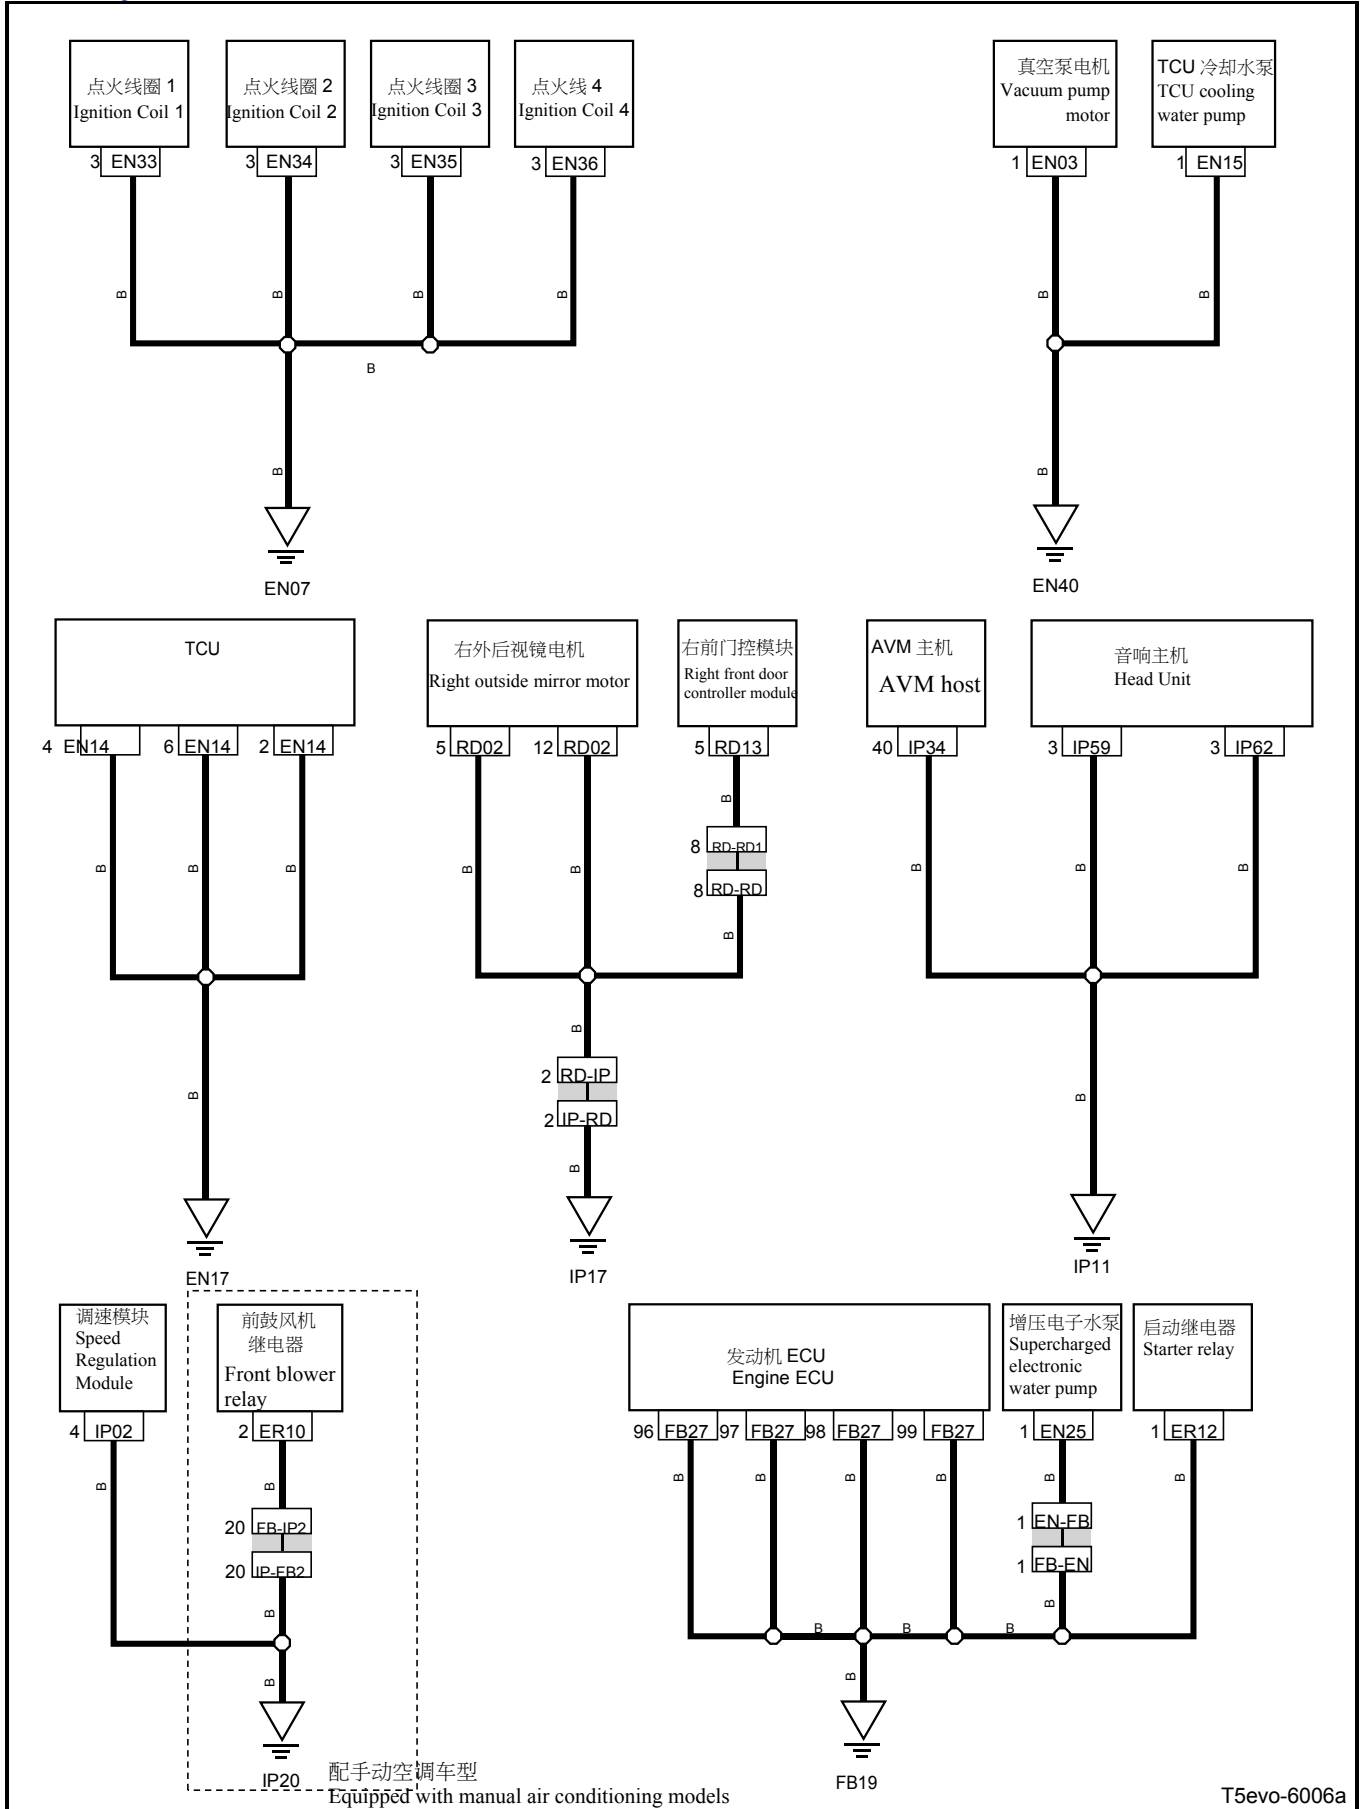 点火线圈 1
Ignition Coil 1
3 EN33
点火线圈 2
Ignition Coil 2
3 EN34
点火线圈 3
Ignition Coil 3
3 EN35
点火线 4
Ignition Coil 4
3 EN36
真空泵电机
Vacuum pump
motor
1 EN03
TCU 冷却水泵
TCU cooling
water pump
1 EN15
B
B
B
B
B
B
B
B
B
EN07
EN40
TCU
4 EN14
6 EN14
2 EN14
右外后视镜电机
Right outside mirror motor
5 RD02
12 RD02
右前门控模块
Right front door
controller module
5 RD13
AVM 主机
AVM host
40 IP34
音响主机
Head Unit
3 IP59
3 IP62
B
8 RD-RD1
8 RD-RD
B
B
B
B
B
B
B
B
B
B
2 RD-IP
2 IP-RD
B
B
B
EN17
IP17
IP11
调速模块
Speed
Regulation
Module
4 IP02
前鼓风机
继电器
Front blower
relay
2 ER10
发动机 ECU
Engine ECU
96 FB27
97 FB27
98 FB27
99 FB27
增压电子水泵
Supercharged
electronic
water pump
1 EN25
启动继电器
Starter relay
1 ER12
B
B
B
B
B
B
B
B
20 FB-IP2
20 IP-FB2
1 EN-FB
1 FB-EN
B
B
B
B
B
B
B
IP20
配手动空调车型
Equipped with manual air conditioning models
FB19
T5evo-6006a